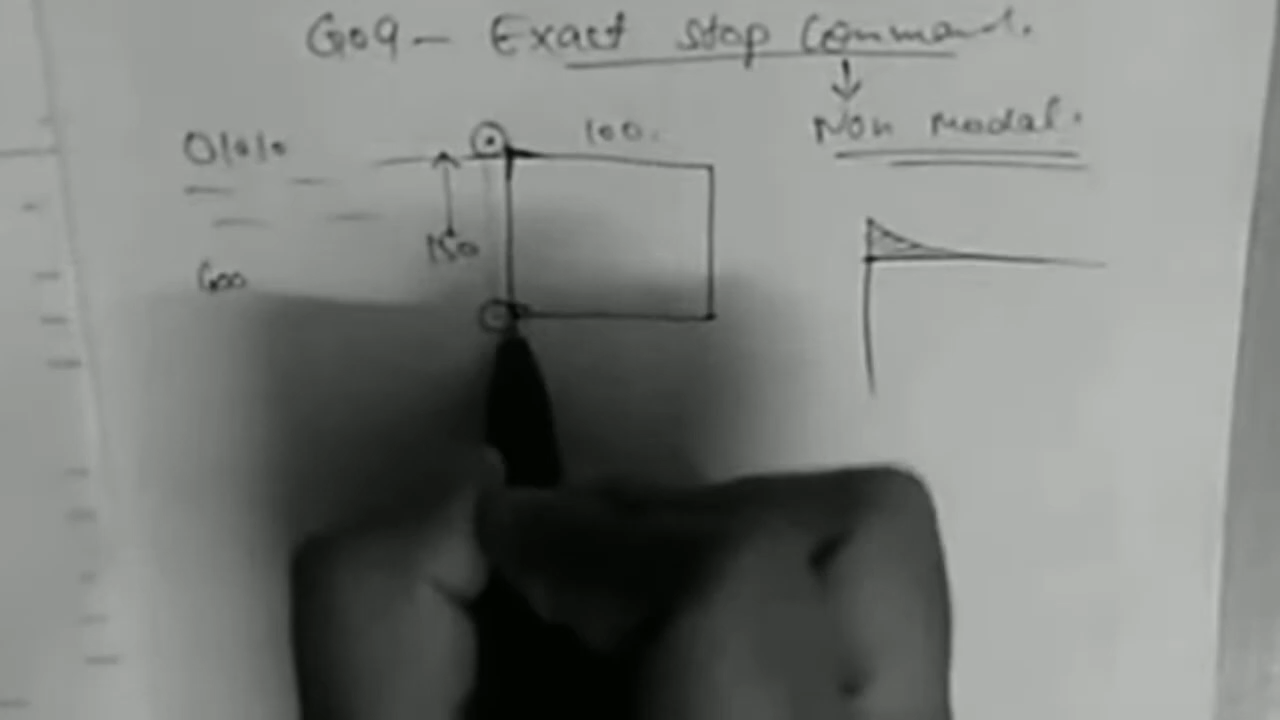 G09 - Exact stop Command.
Non modal.
O1010
100.
150
G00